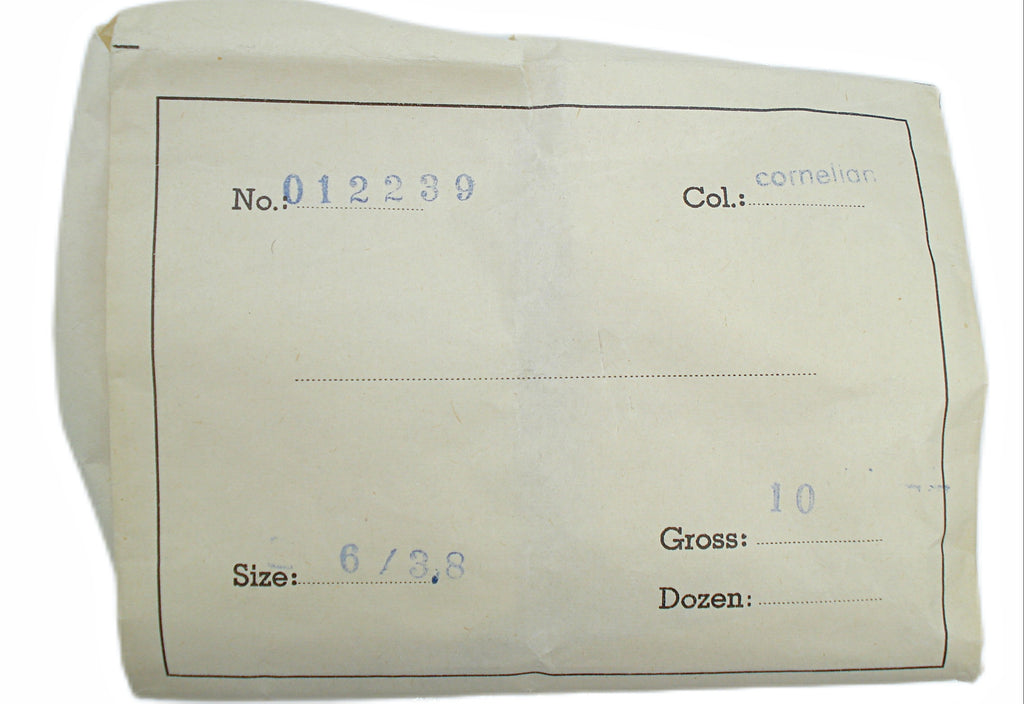 No.: 012239
Col.: cornelian
Gross: 10
Size: 6/3,8
Dozen: